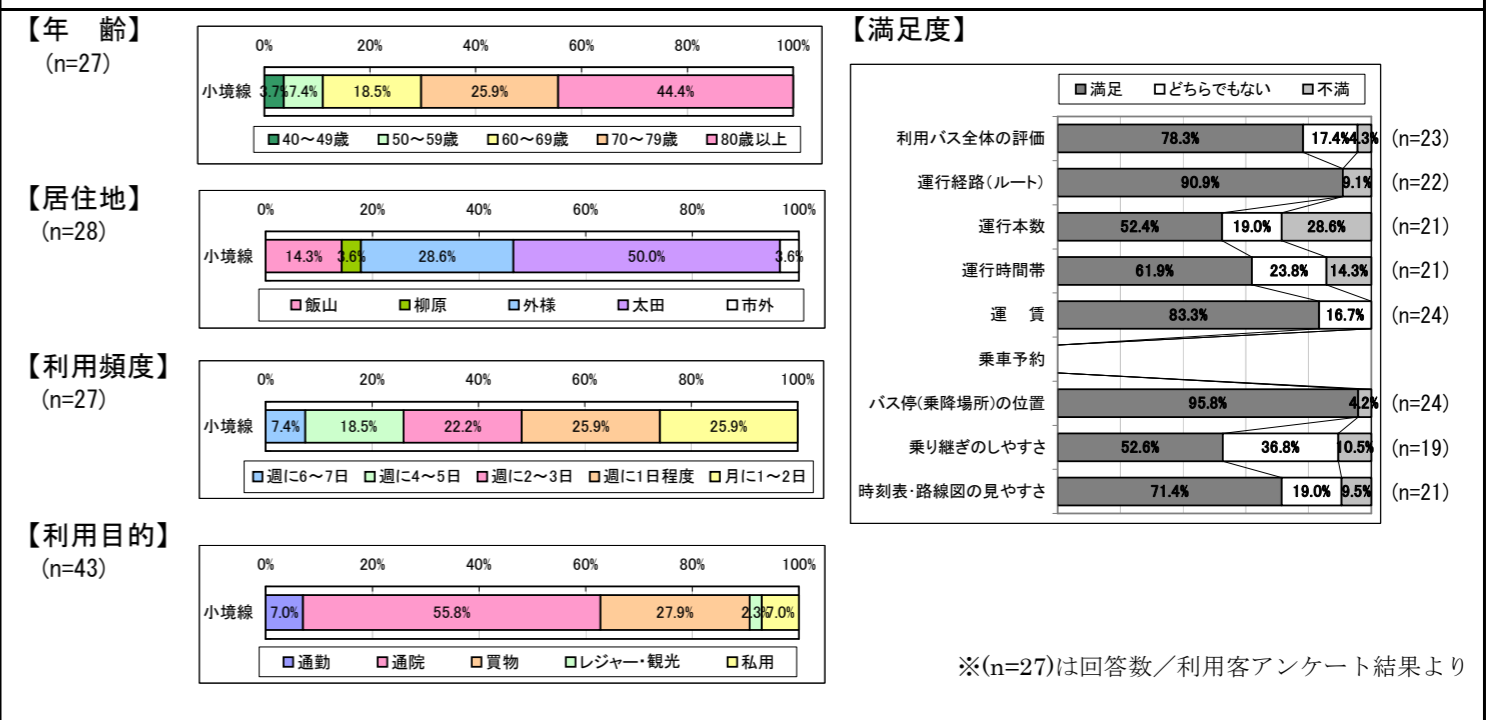 【年　齢】
(n=27)
0% 20% 40% 60% 80% 100%
小境線 3.7% 7.4% 18.5% 25.9% 44.4%
40～49歳 50～59歳 60～69歳 70～79歳 80歳以上
【居住地】
(n=28)
0% 20% 40% 60% 80% 100%
小境線 14.3% 3.6% 28.6% 50.0% 3.6%
飯山 柳原 外様 太田 市外
【利用頻度】
(n=27)
0% 20% 40% 60% 80% 100%
小境線 7.4% 18.5% 22.2% 25.9% 25.9%
週に6～7日 週に4～5日 週に2～3日 週に1日程度 月に1～2日
【利用目的】
(n=43)
0% 20% 40% 60% 80% 100%
小境線 7.0% 55.8% 27.9% 2.3% 7.0%
通勤 通院 買物 レジャー・観光 私用
【満足度】
満足 どちらでもない 不満
利用バス全体の評価 78.3% 17.4% 4.3% (n=23)
運行経路(ルート) 90.9% 9.1% (n=22)
運行本数 52.4% 19.0% 28.6% (n=21)
運行時間帯 61.9% 23.8% 14.3% (n=21)
運　賃 83.3% 16.7% (n=24)
乗車予約
バス停(乗降場所)の位置 95.8% 4.2% (n=24)
乗り継ぎのしやすさ 52.6% 36.8% 10.5% (n=19)
時刻表・路線図の見やすさ 71.4% 19.0% 9.5% (n=21)
※(n=27)は回答数／利用客アンケート結果より